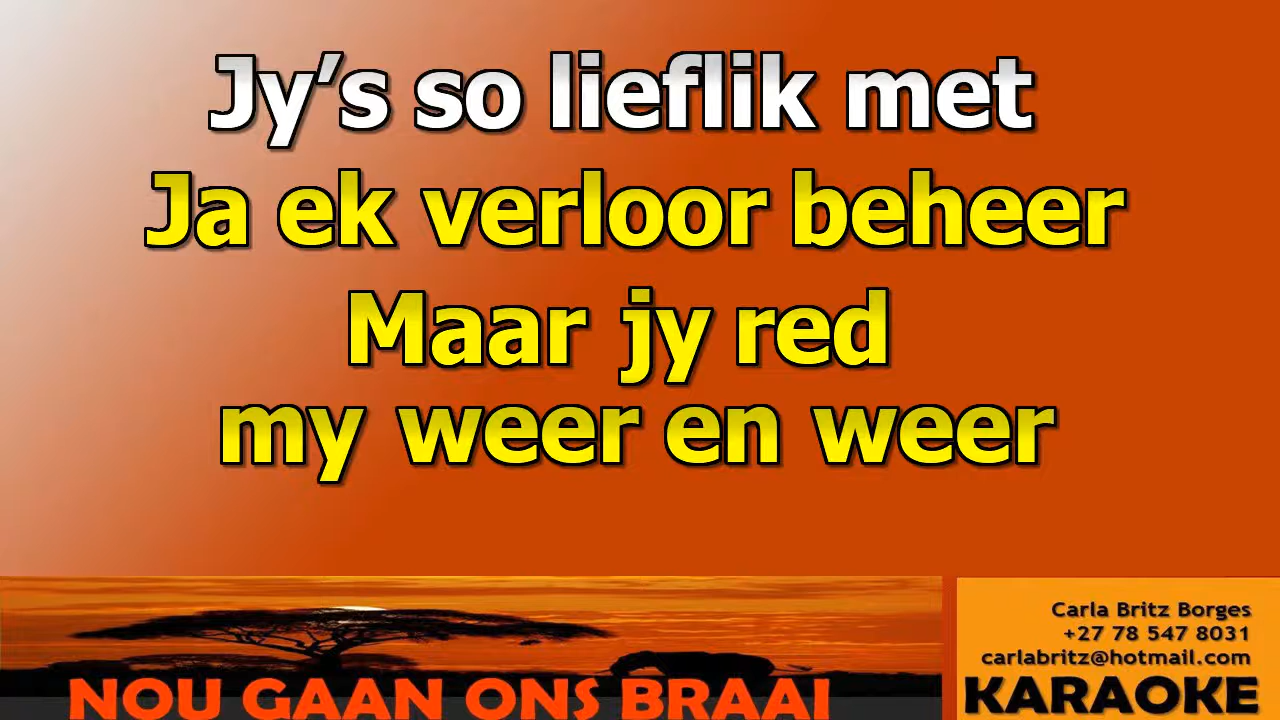 Jy’s so lieflik met
Ja ek verloor beheer
Maar jy red
my weer en weer
NOU GAAN ONS BRAAI
Carla Britz Borges
+27 78 547 8031
carlabritz@hotmail.com
KARAOKE